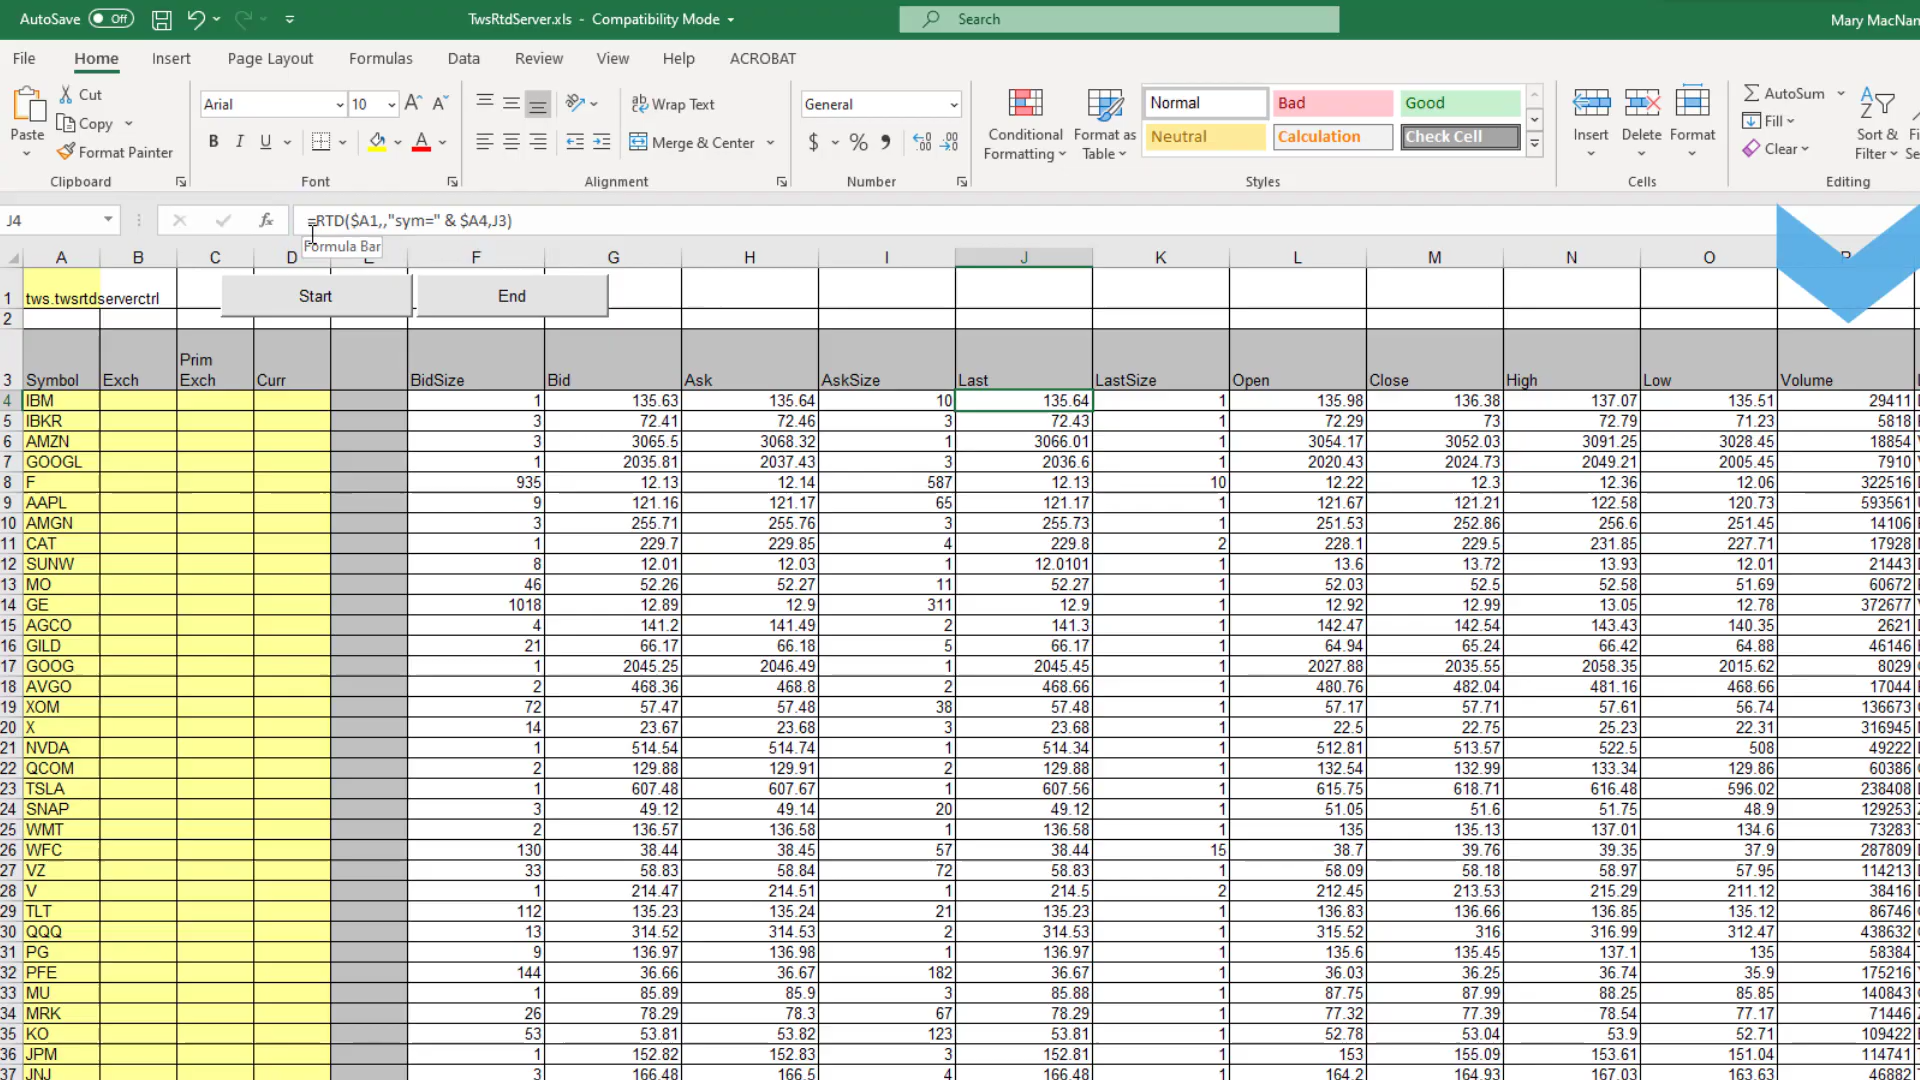 AutoSave Off TwsRtdServer.xls - Compatibility Mode Search Mary MacNam
File Home Insert Page Layout Formulas Data Review View Help ACROBAT
Cut
Copy
Format Painter
Paste
Clipboard
Arial 10
B I U
Font
Wrap Text
Merge & Center
Alignment
General
$ %
Number
Conditional Formatting
Format as Table
Normal Bad Good
Neutral Calculation Check Cell
Styles
Insert Delete Format
Cells
AutoSum
Fill
Clear
Sort & Filter
Editing
J4 fx =RTD($A1,,"sym=" & $A4,J3)
Formula Bar
A B C D F G H I J K L M N O
1 tws.twsrtdserverctrl Start End
2
3 Symbol Exch Prim Exch Curr BidSize Bid Ask AskSize Last LastSize Open Close High Low Volume
4 IBM 1 135.63 135.64 10 135.64 1 135.98 136.38 137.07 135.51 29411
5 IBKR 3 72.41 72.46 3 72.43 1 72.29 73 72.79 71.23 5818
6 AMZN 3 3065.5 3068.32 1 3066.01 1 3054.17 3052.03 3091.25 3028.45 18854
7 GOOGL 1 2035.81 2037.43 3 2036.6 1 2020.43 2024.73 2049.21 2005.45 7910
8 F 935 12.13 12.14 587 12.13 10 12.22 12.3 12.36 12.06 322516
9 AAPL 9 121.16 121.17 65 121.17 1 121.67 121.21 122.58 120.73 593561
10 AMGN 3 255.71 255.76 3 255.73 1 251.53 252.86 256.6 251.45 14106
11 CAT 1 229.7 229.85 4 229.8 2 228.1 229.5 231.85 227.71 17928
12 SUNW 8 12.01 12.03 1 12.0101 1 13.6 13.72 13.93 12.01 21443
13 MO 46 52.26 52.27 11 52.27 1 52.03 52.5 52.58 51.69 60672
14 GE 1018 12.89 12.9 311 12.9 1 12.92 12.99 13.05 12.78 372677
15 AGCO 4 141.2 141.49 2 141.3 1 142.47 142.54 143.43 140.35 2621
16 GILD 21 66.17 66.18 5 66.17 1 64.94 65.24 66.42 64.88 46146
17 GOOG 1 2045.25 2046.49 1 2045.45 1 2027.88 2035.55 2058.35 2015.62 8029
18 AVGO 2 468.36 468.8 2 468.66 1 480.76 482.04 481.16 468.66 17044
19 XOM 72 57.47 57.48 38 57.48 1 57.17 57.71 57.61 56.74 136673
20 X 14 23.67 23.68 3 23.68 1 22.5 22.75 25.23 22.31 316945
21 NVDA 1 514.54 514.74 1 514.34 1 512.81 513.57 522.5 508 49222
22 QCOM 2 129.88 129.91 2 129.88 1 132.54 132.99 133.34 129.86 60386
23 TSLA 1 607.48 607.67 1 607.56 1 615.75 618.71 616.48 596.02 238408
24 SNAP 3 49.12 49.14 20 49.12 1 51.05 51.6 51.75 48.9 129253
25 WMT 2 136.57 136.58 1 136.58 1 135 135.13 137.01 134.6 73283
26 WFC 130 38.44 38.45 57 38.44 15 38.7 39.76 39.35 37.9 287809
27 VZ 33 58.83 58.84 72 58.83 1 58.09 58.18 58.97 57.95 114213
28 V 1 214.47 214.51 1 214.5 2 212.45 213.53 215.29 211.12 38416
29 TLT 112 135.23 135.24 21 135.23 1 136.83 136.66 136.85 135.12 86746
30 QQQ 13 314.52 314.53 2 314.53 1 315.52 316 316.99 312.47 438632
31 PG 9 136.97 136.98 1 136.97 1 135.6 135.45 137.1 135 58384
32 PFE 144 36.66 36.67 182 36.67 1 36.03 36.25 36.74 35.9 175216
33 MU 1 85.89 85.9 3 85.88 1 87.75 87.99 88.25 85.85 140843
34 MRK 26 78.29 78.3 67 78.29 1 77.32 77.39 78.54 77.17 71446
35 KO 53 53.81 53.82 123 53.81 1 52.78 53.04 53.9 52.71 109422
36 JPM 1 152.82 152.83 3 152.81 1 153 155.09 153.61 151.04 114741
37 JNJ 3 166.48 166.5 4 166.48 1 164.2 164.93 167.03 163.63 46882